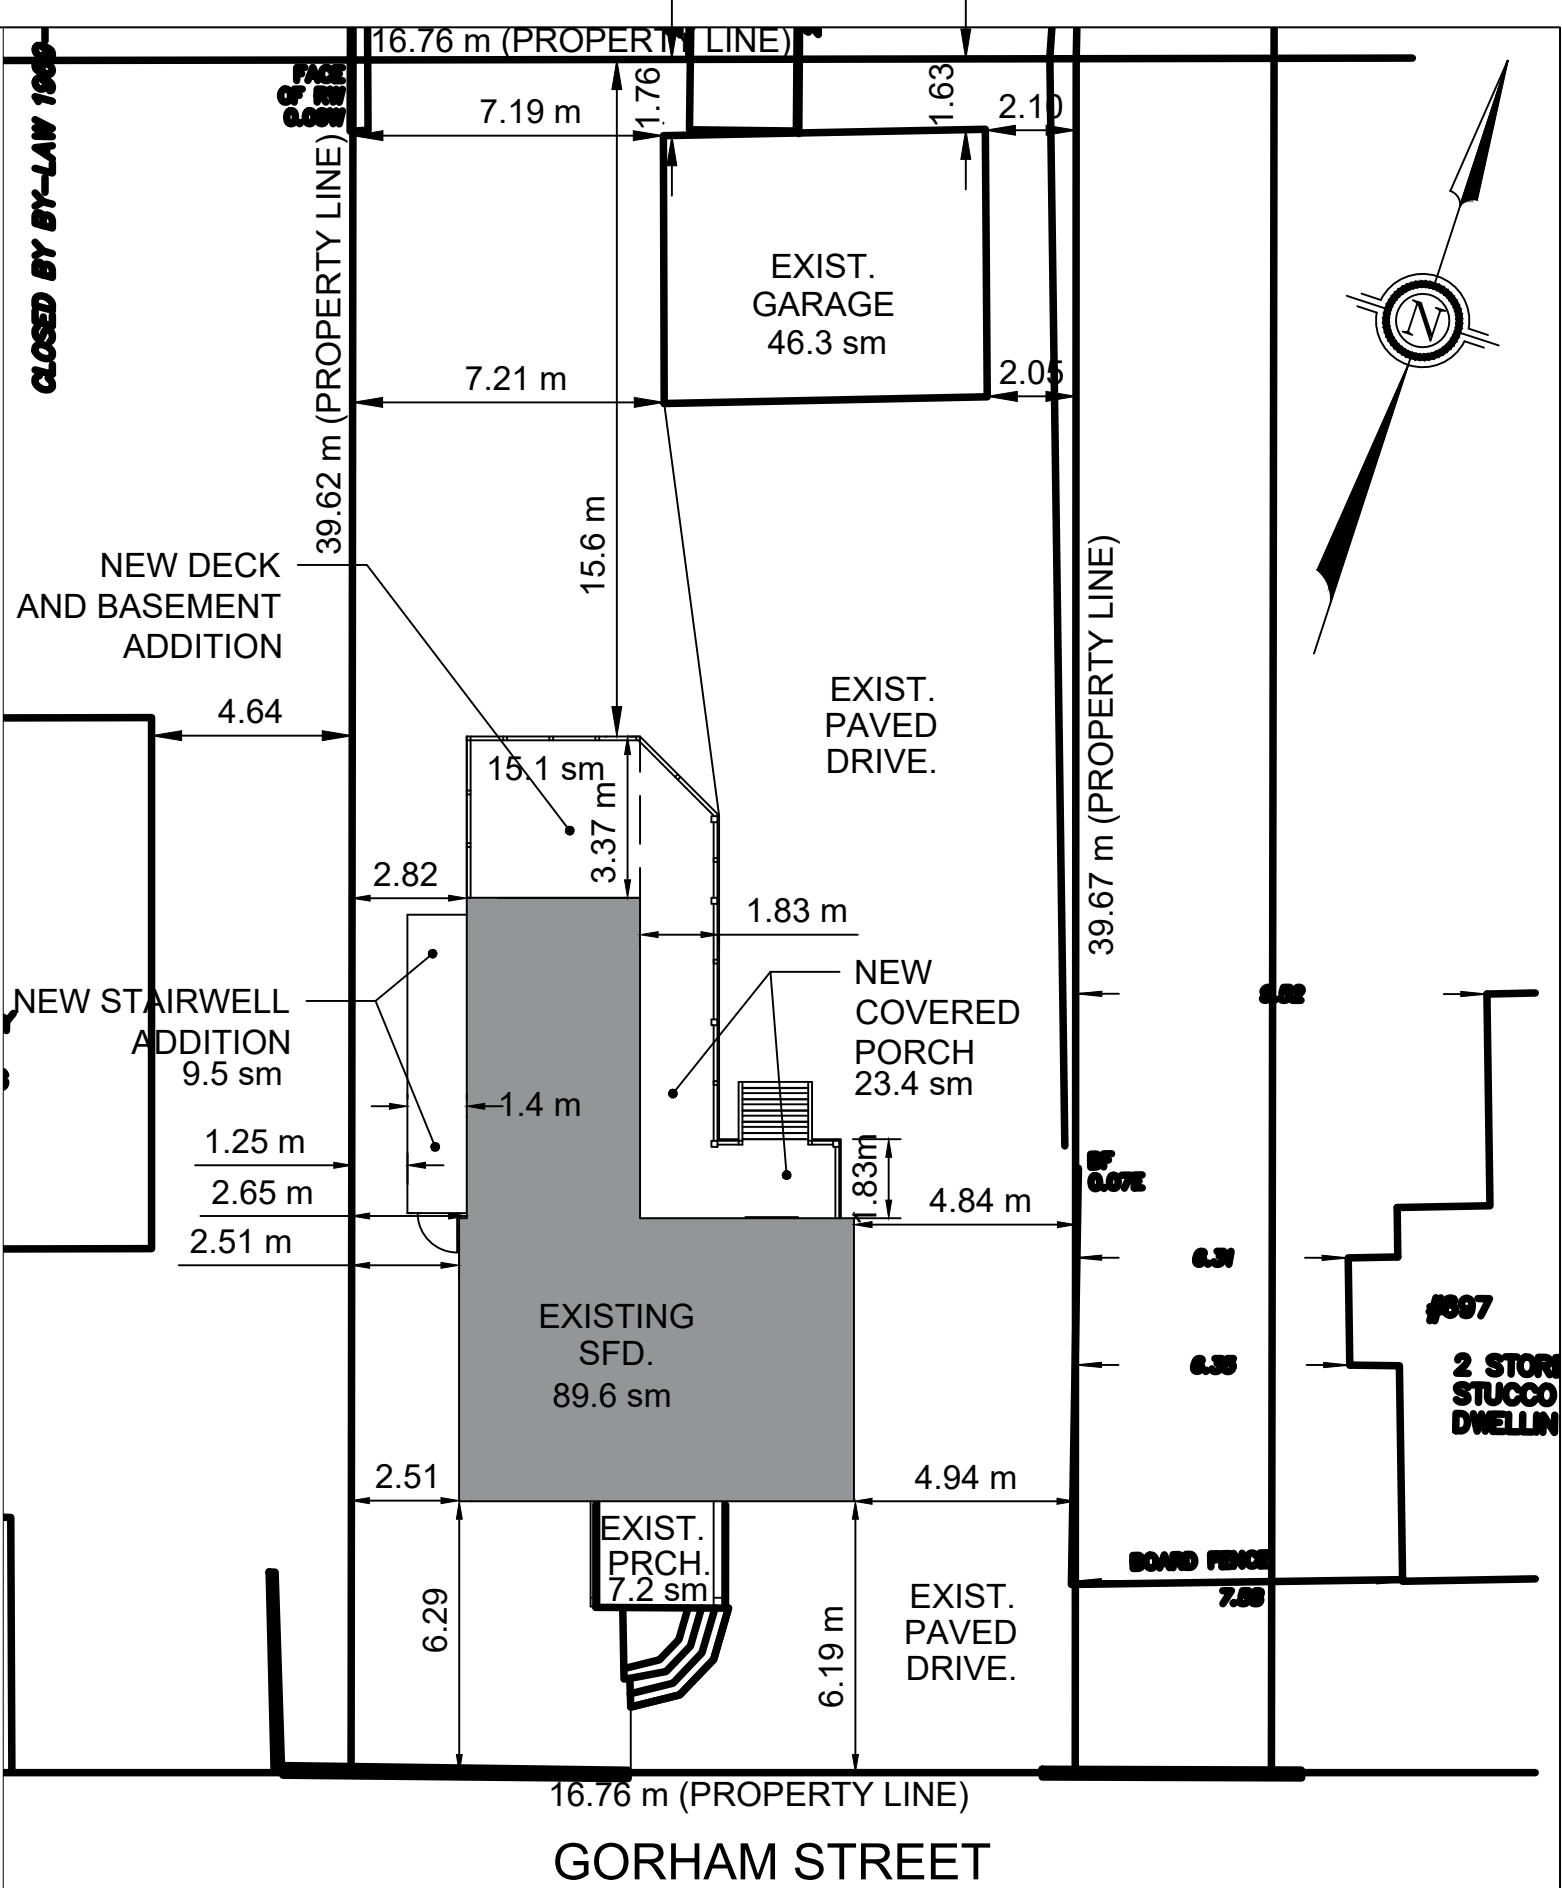 16.76 m (PROPERTY LINE)
CLOSED BY BY-LAW
FACE
OF RW
0.09W
7.19 m
1.76
1.63
2.10
39.62 m (PROPERTY LINE)
EXIST.
GARAGE
46.3 sm
N
7.21 m
2.05
15.6 m
NEW DECK
AND BASEMENT
ADDITION
39.67 m (PROPERTY LINE)
EXIST.
PAVED
DRIVE.
4.64
15.1 sm
3.37 m
2.82
1.83 m
NEW STAIRWELL
ADDITION
9.5 sm
NEW
COVERED
PORCH
23.4 sm
1.4 m
1.25 m
1.83m
BF
0.07E
2.65 m
4.84 m
2.51 m
6.31
#697
EXISTING
SFD.
89.6 sm
6.35
2 STOR
STUCCO
DWELLIN
2.51
4.94 m
EXIST.
PRCH.
7.2 sm
BOARD FENCE
6.29
6.19 m
EXIST.
PAVED
DRIVE.
16.76 m (PROPERTY LINE)
GORHAM STREET